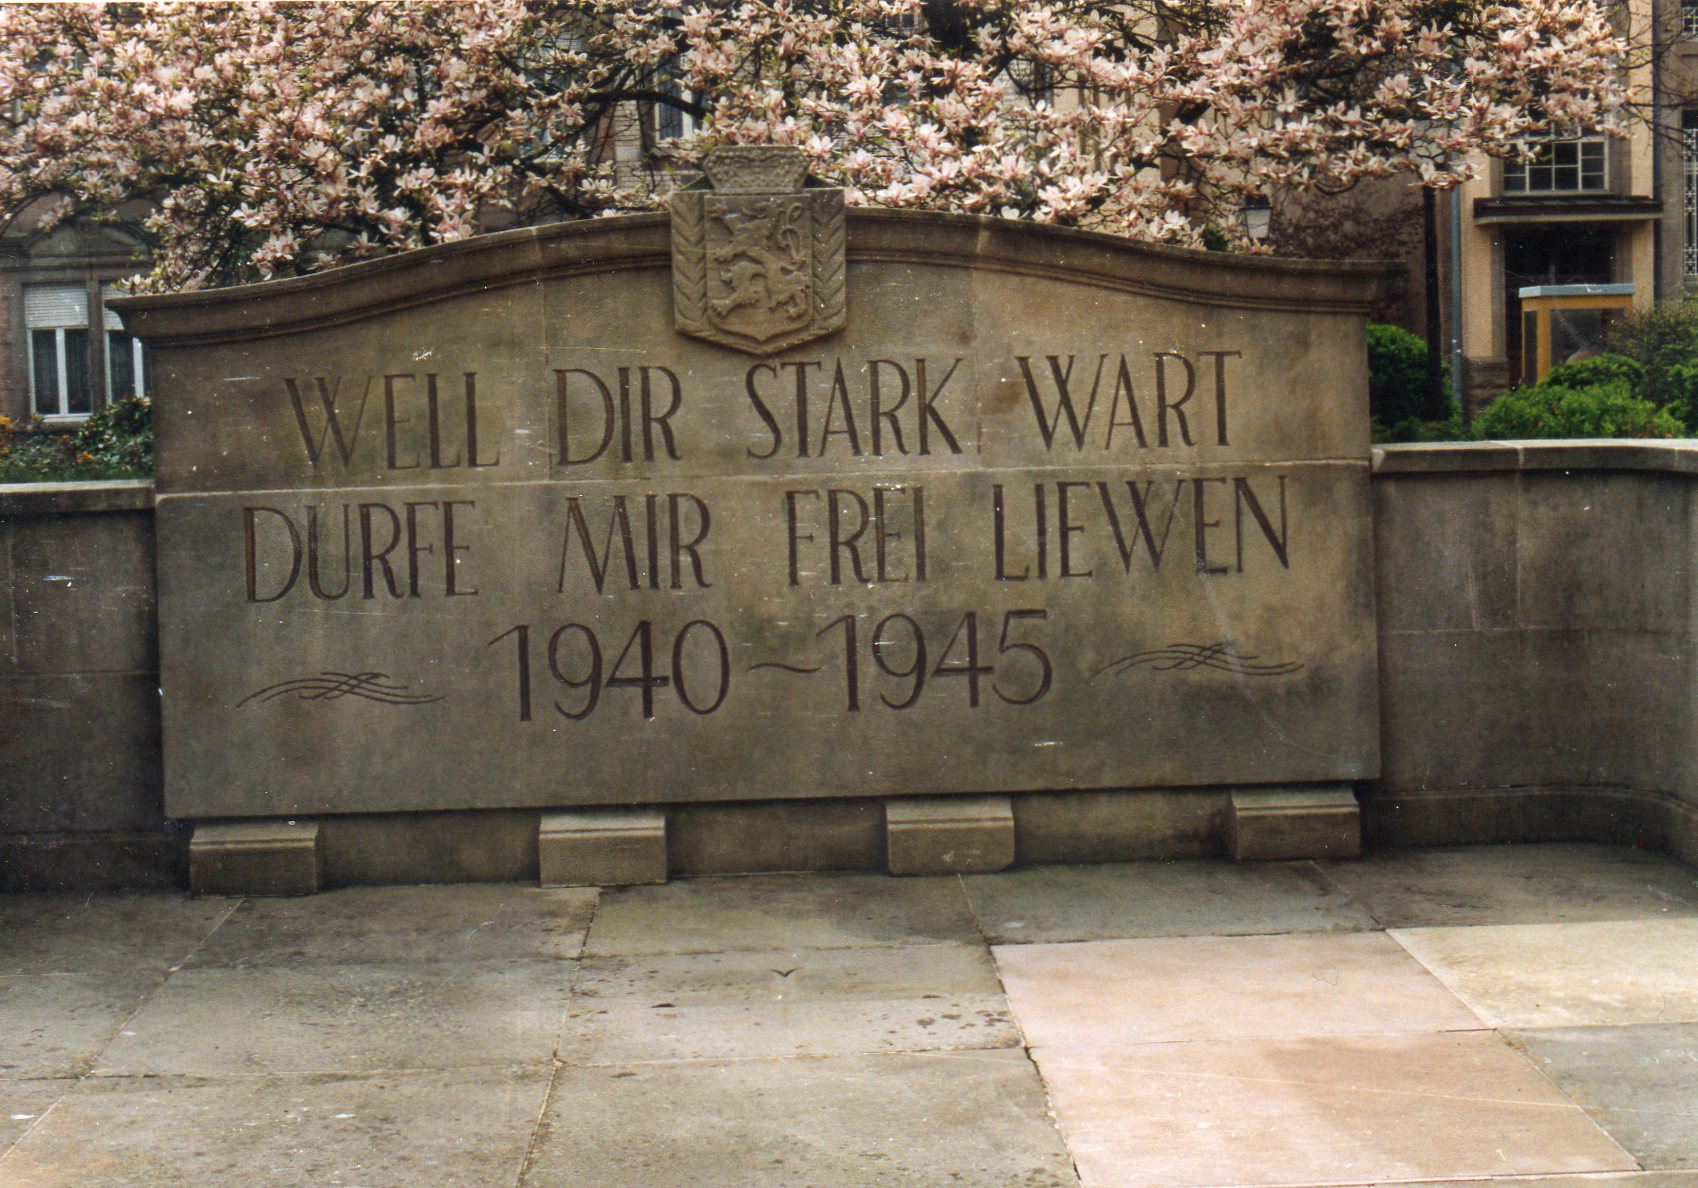 WELL DIR STARK WART
DURFE MIR FREI LIEWEN
1940~1945